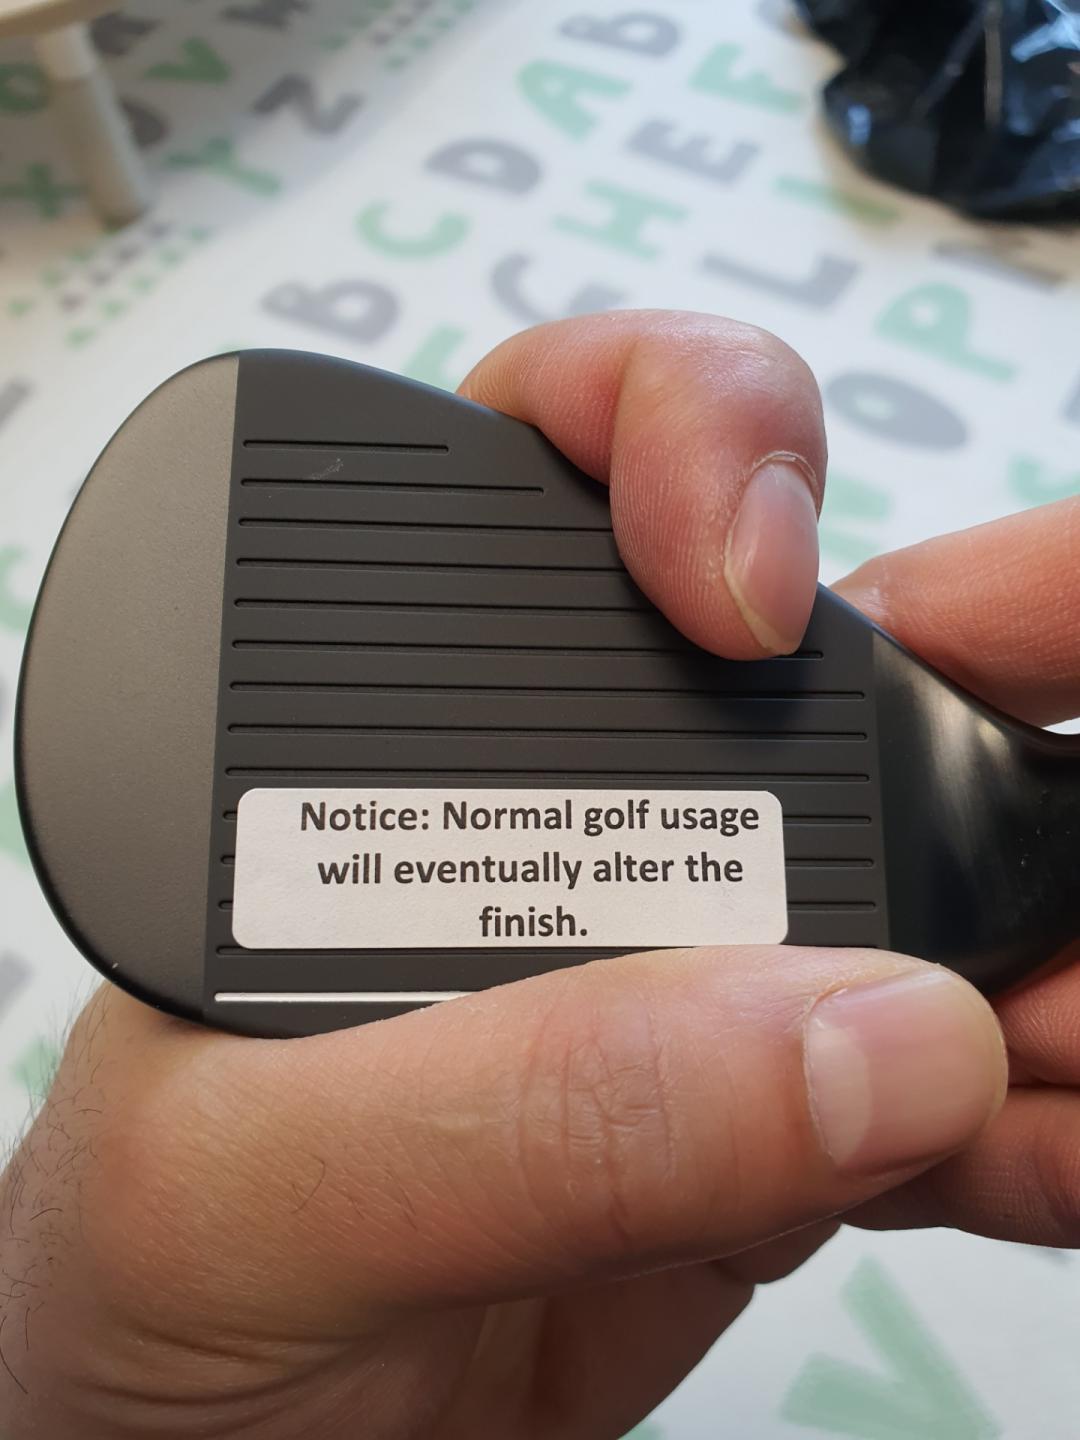 Notice: Normal golf usage
will eventually alter the
finish.